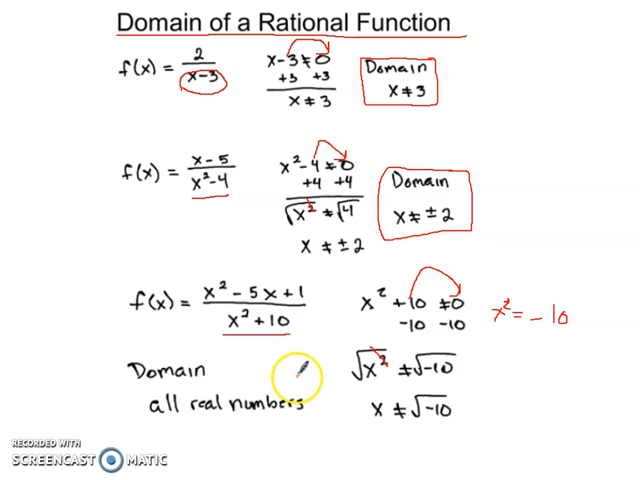 Domain of a Rational Function
f(x) = 2/(x-3)
x-3 ≠ 0
+3 +3
x ≠ 3
Domain
x ≠ 3
f(x) = (x-5)/(x²-4)
x²-4 ≠ 0
+4 +4
√x² ≠ √4
x ≠ ±2
Domain
x ≠ ±2
f(x) = (x²-5x+1)/(x²+10)
x²+10 ≠ 0
-10 -10
√x² ≠ √-10
x ≠ √-10
x² = -10
Domain
all real numbers
RECORDED WITH
SCREENCAST MATIC